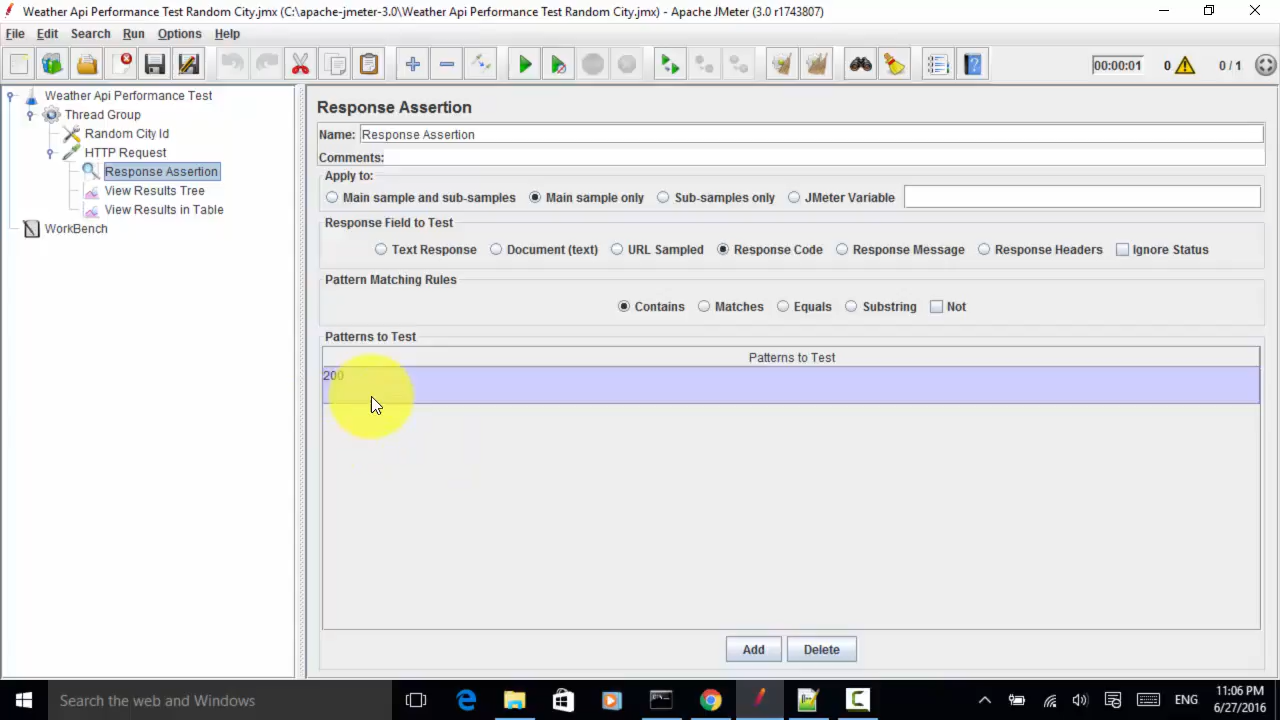 Weather Api Performance Test Random City.jmx (C:\apache-jmeter-3.0\Weather Api Performance Test Random City.jmx) - Apache JMeter (3.0 r1743807)
File Edit Search Run Options Help
00:00:01 0 0 / 1
Weather Api Performance Test
Thread Group
Random City Id
HTTP Request
Response Assertion
View Results Tree
View Results in Table
WorkBench
Response Assertion
Name: Response Assertion
Comments:
Apply to:
Main sample and sub-samples Main sample only Sub-samples only JMeter Variable
Response Field to Test
Text Response Document (text) URL Sampled Response Code Response Message Response Headers Ignore Status
Pattern Matching Rules
Contains Matches Equals Substring Not
Patterns to Test
Patterns to Test
200
Add Delete
Search the web and Windows
ENG
11:06 PM
6/27/2016